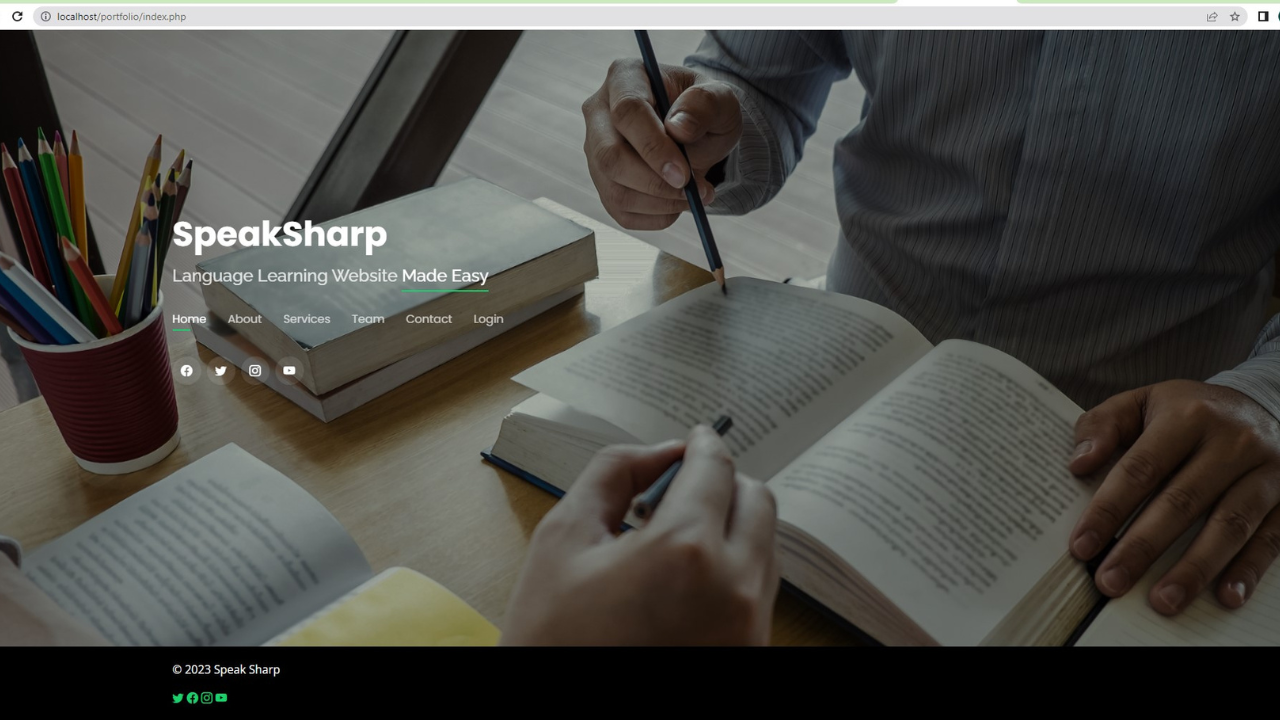 localhost/portfolio/index.php
SpeakSharp
Language Learning Website Made Easy
Home About Services Team Contact Login
© 2023 Speak Sharp